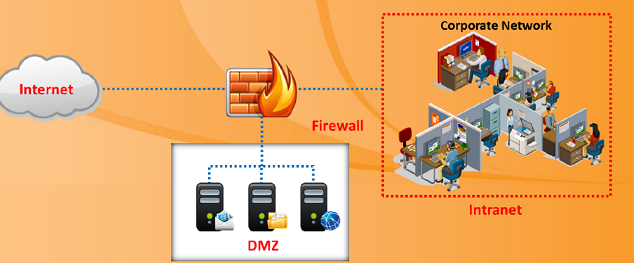 Corporate Network
Internet
Firewall
DMZ
Intranet